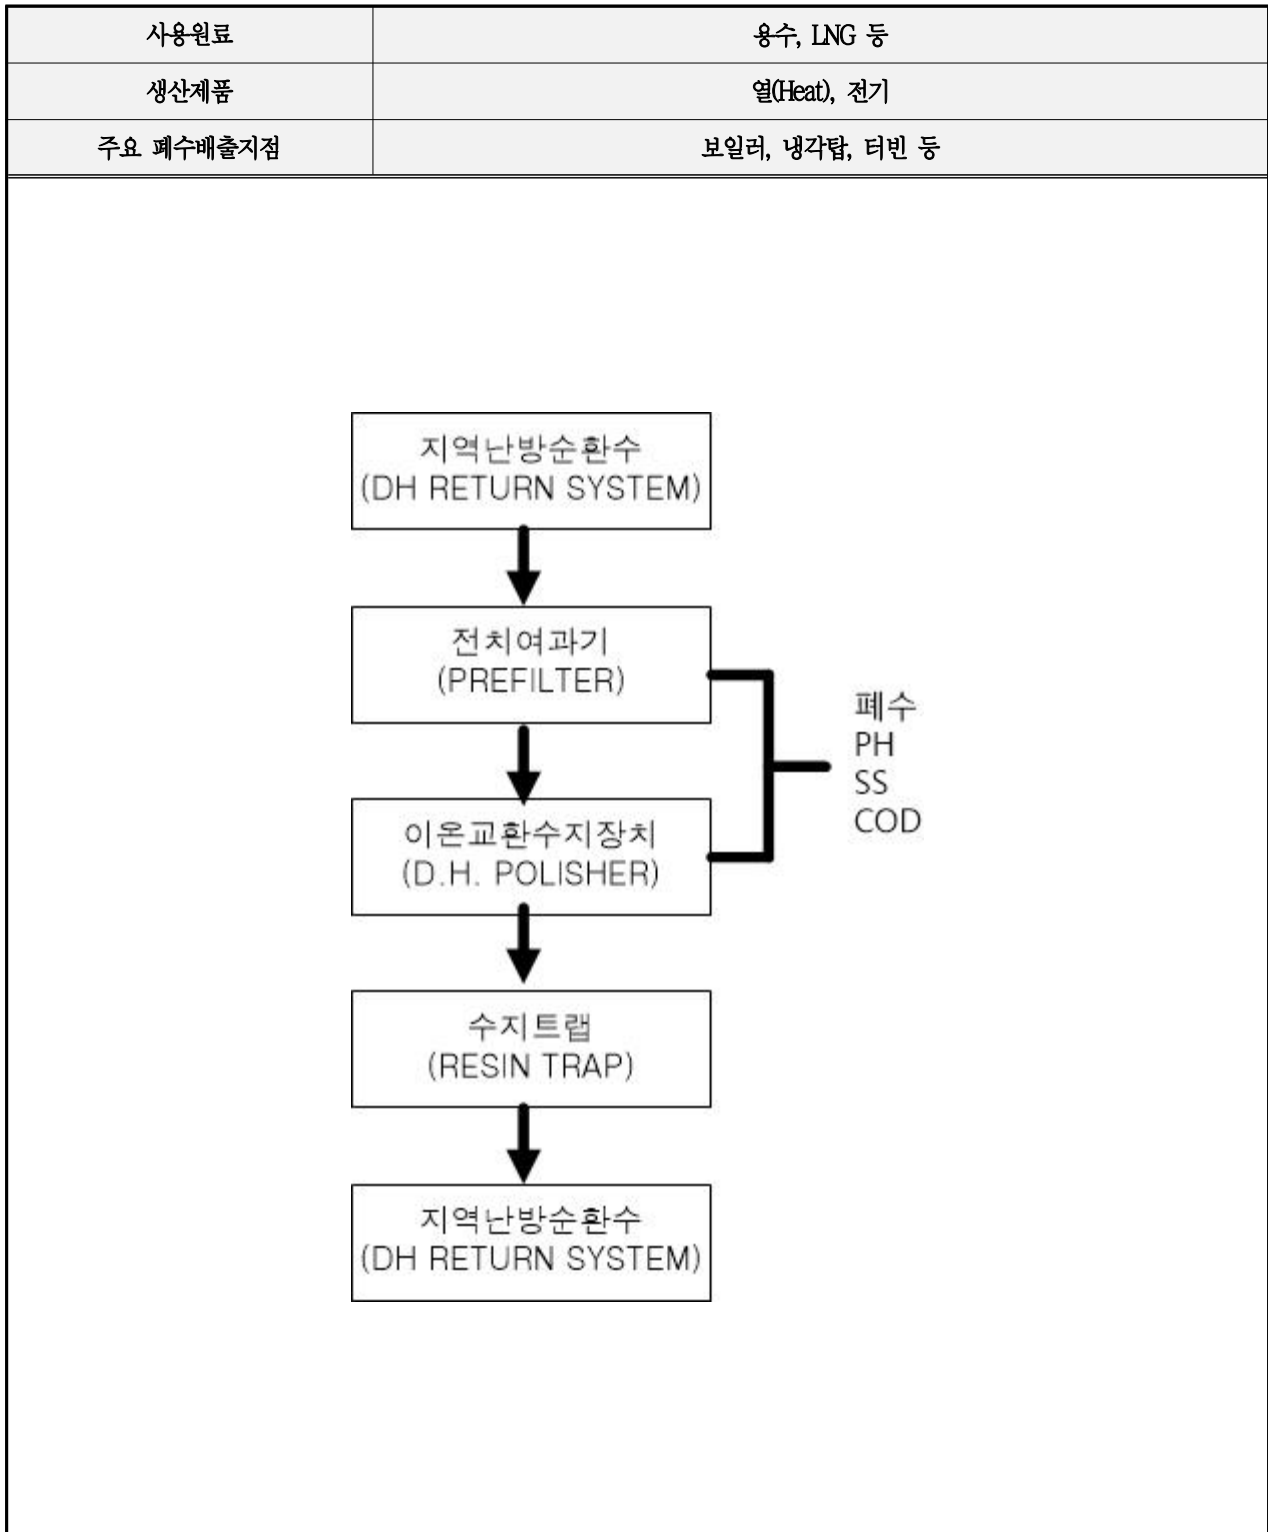 사용원료 용수, LNG 등
생산제품 열(Heat), 전기
주요 폐수배출지점 보일러, 냉각탑, 터빈 등
지역난방순환수
(DH RETURN SYSTEM)
전치여과기
(PREFILTER)
폐수
PH
SS
COD
이온교환수지장치
(D.H. POLISHER)
수지트랩
(RESIN TRAP)
지역난방순환수
(DH RETURN SYSTEM)